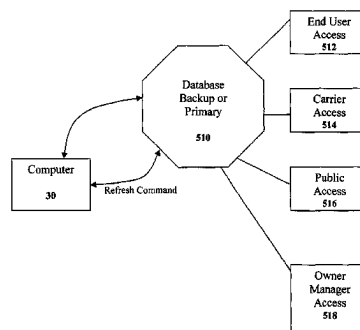 End User
Access
512
Database
Backup or
Primary
510
Carrier
Access
514
Computer
30
Refresh Command
Public
Access
516
Owner
Manager
Access
518